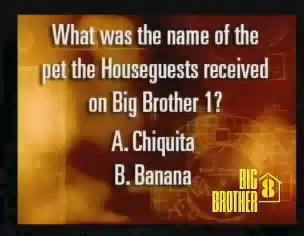 What was the name of the
pet the Houseguests received
on Big Brother 1?
A. Chiquita
B. Banana
BIG
BROTHER 8